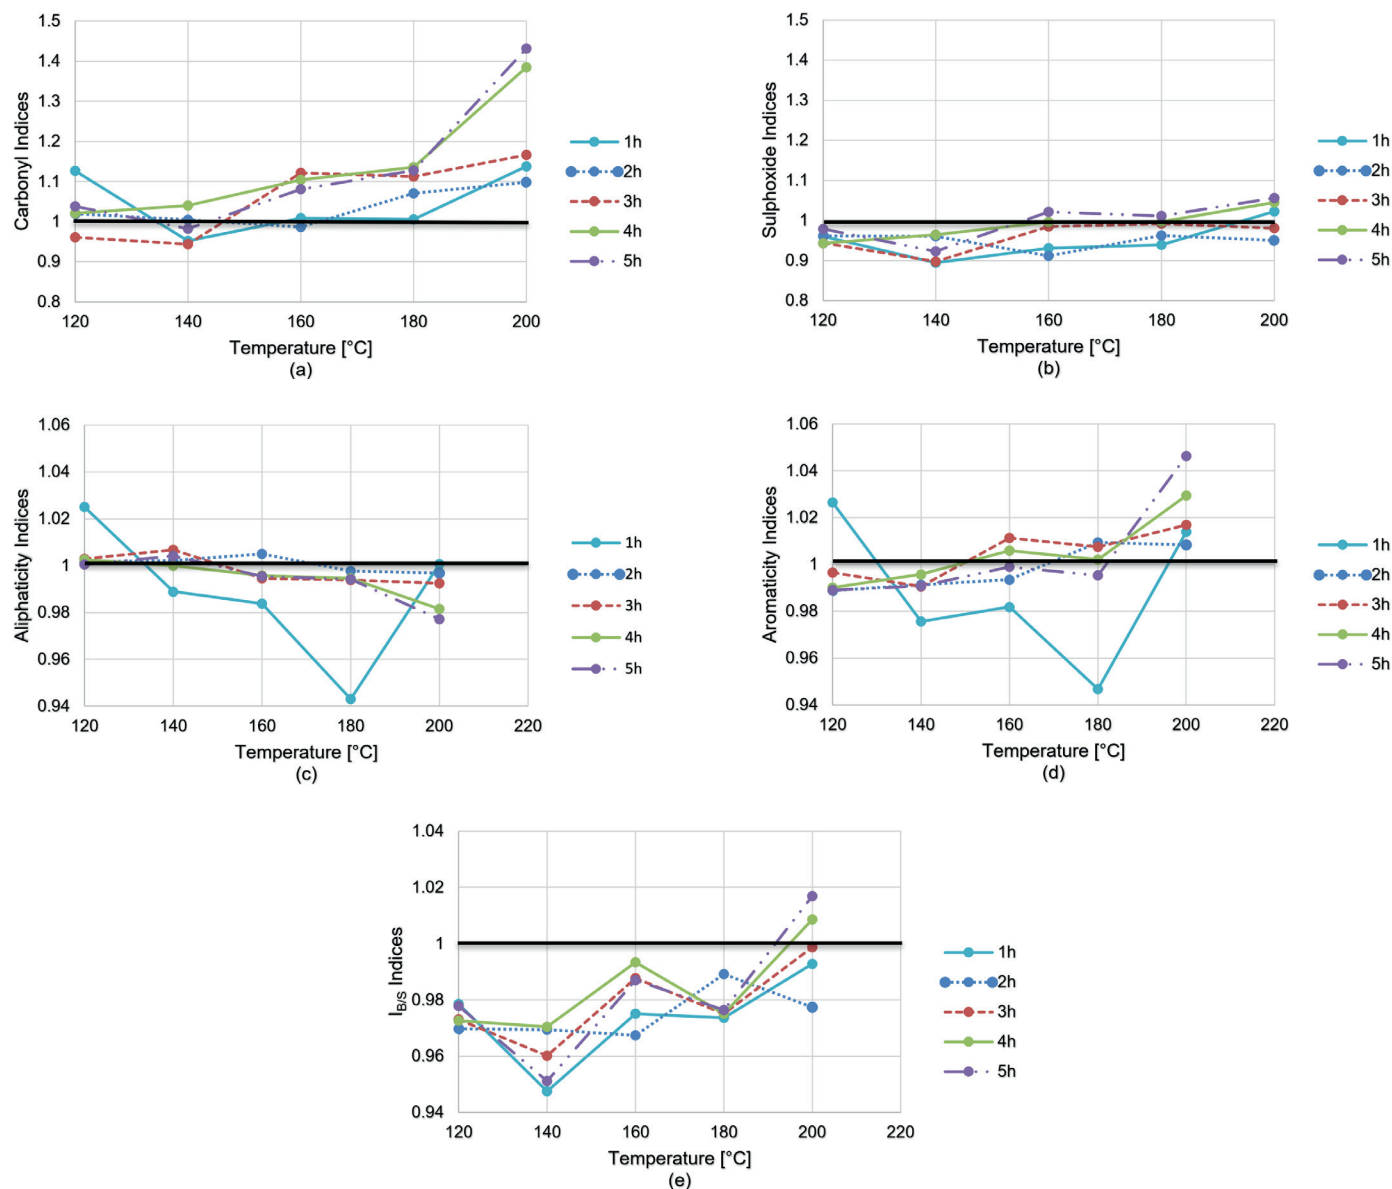 1.5
1.4
1.3
1.2
1.1
1
0.9
0.8
Carbonyl Indices
120 140 160 180 200
Temperature [°C]
(a)
1h
2h
3h
4h
5h
1.5
1.4
1.3
1.2
1.1
1
0.9
0.8
Sulphoxide Indices
120 140 160 180 200
Temperature [°C]
(b)
1h
2h
3h
4h
5h
1.06
1.04
1.02
1
0.98
0.96
0.94
Aliphaticity Indices
120 140 160 180 200 220
Temperature [°C]
(c)
1h
2h
3h
4h
5h
1.06
1.04
1.02
1
0.98
0.96
0.94
Aromaticity Indices
120 140 160 180 200 220
Temperature [°C]
(d)
1h
2h
3h
4h
5h
1.04
1.02
1
0.98
0.96
0.94
I_B/S Indices
120 140 160 180 200 220
Temperature [°C]
(e)
1h
2h
3h
4h
5h